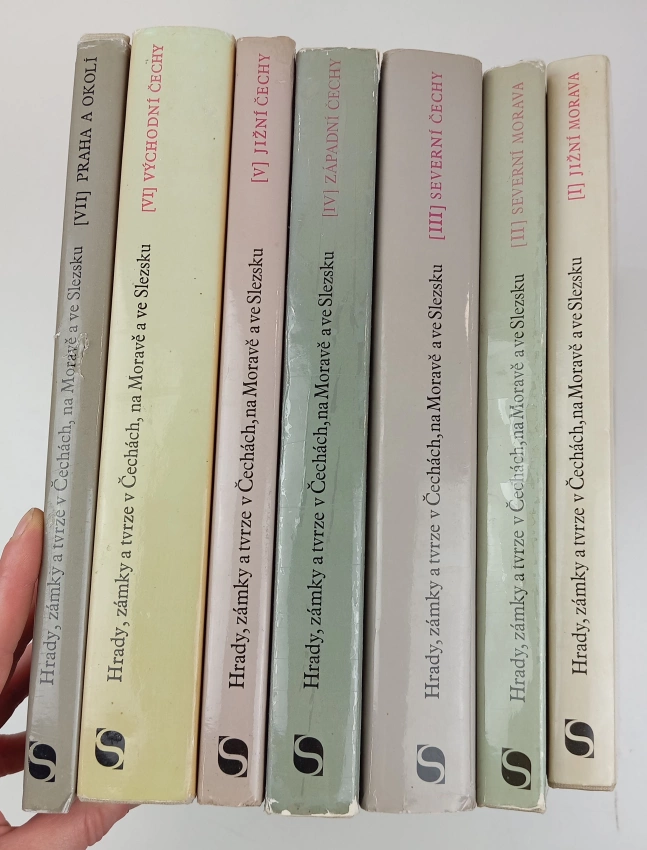 Hrady, zámky a tvrze v Čechách, na Moravě a ve Slezsku [VII] PRAHA A OKOLÍ
Hrady, zámky a tvrze v Čechách, na Moravě a ve Slezsku [VI] VÝCHODNÍ ČECHY
Hrady, zámky a tvrze v Čechách, na Moravě a ve Slezsku [V] JIŽNÍ ČECHY
Hrady, zámky a tvrze v Čechách, na Moravě a ve Slezsku [IV] ZÁPADNÍ ČECHY
Hrady, zámky a tvrze v Čechách, na Moravě a ve Slezsku [III] SEVERNÍ ČECHY
Hrady, zámky a tvrze v Čechách, na Moravě a ve Slezsku [II] SEVERNÍ MORAVA
Hrady, zámky a tvrze v Čechách, na Moravě a ve Slezsku [I] JIŽNÍ MORAVA